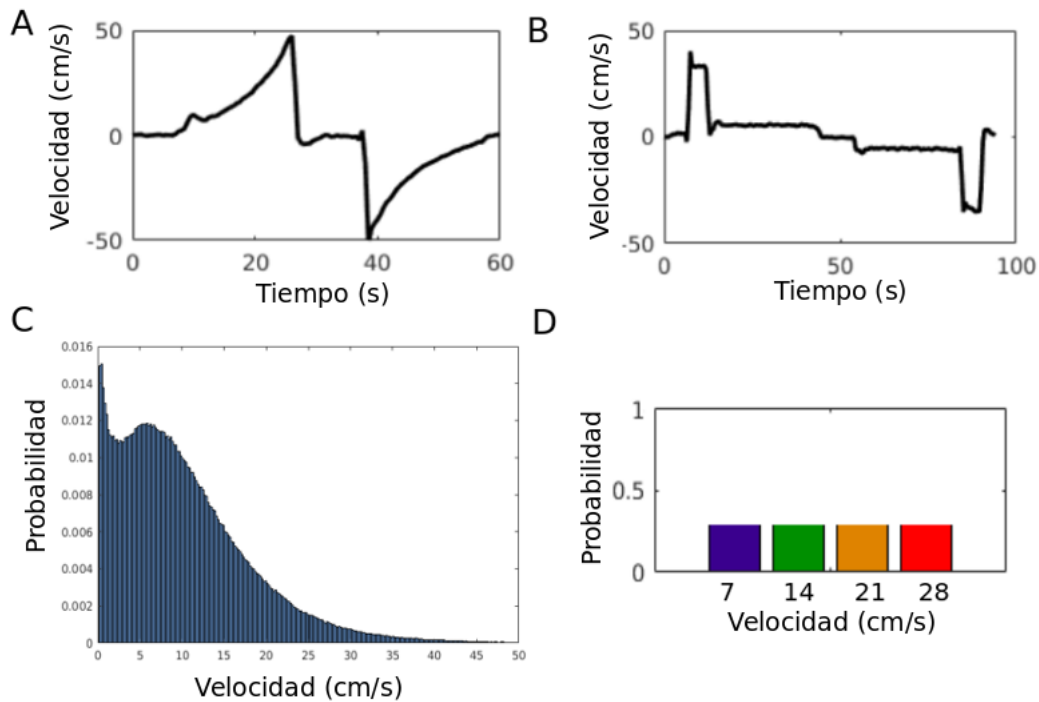 A
50
0
-50
Velocidad (cm/s)
0 20 40 60
Tiempo (s)
B
50
0
-50
Velocidad (cm/s)
0 50 100
Tiempo (s)
C
0.016
0.014
0.012
0.01
0.008
0.006
0.004
0.002
0
Probabilidad
0 5 10 15 20 25 30 35 40 45 50
Velocidad (cm/s)
D
1
0.5
0
Probabilidad
7 14 21 28
Velocidad (cm/s)